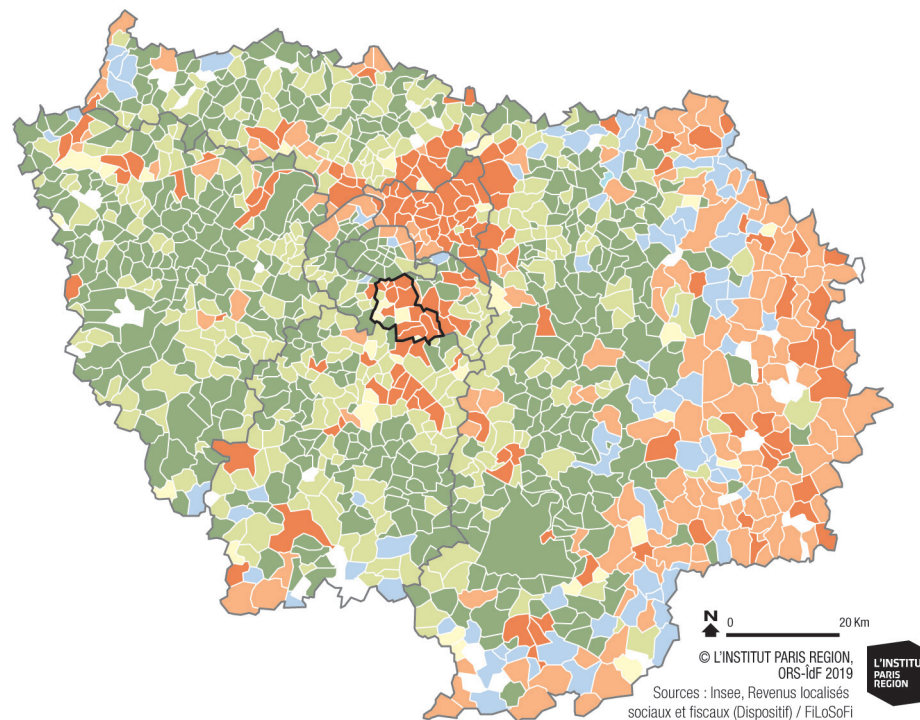 N
0 20 Km
© L'INSTITUT PARIS REGION,
ORS-ÎdF 2019
Sources : Insee, Revenus localisés
sociaux et fiscaux (Dispositif) / FiLoSoFi
L'INSTITUT
PARIS
REGION